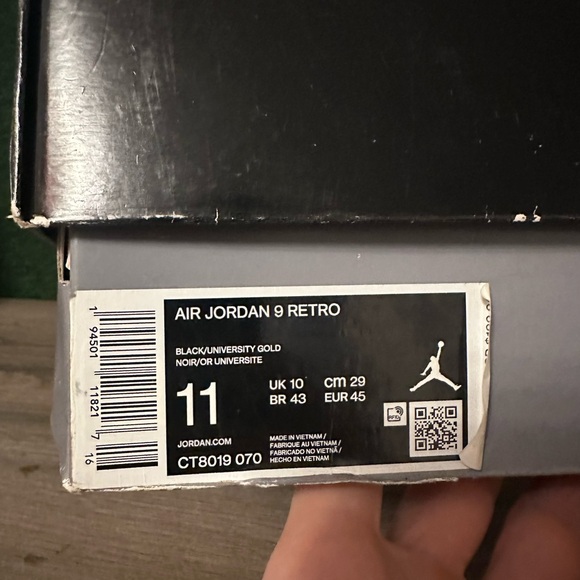 AIR JORDAN 9 RETRO
BLACK/UNIVERSITY GOLD
NOIR/OR UNIVERSITE
11
UK 10
cm 29
BR 43
EUR 45
JORDAN.COM
CT8019 070
MADE IN VIETNAM /
FABRIQUE AU VIETNAM /
FABRICADO NO VIETNÃ /
HECHO EN VIETNAM
RFID
1 94501 11821 7
16